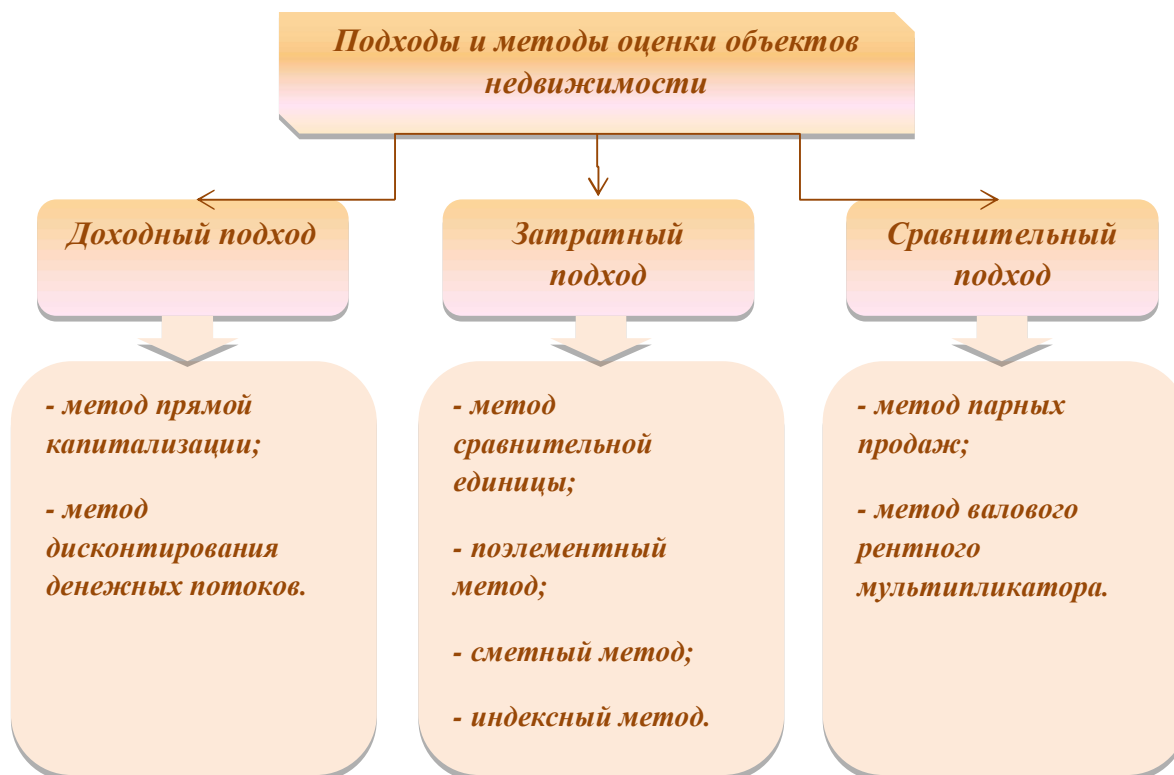 Подходы и методы оценки объектов
недвижимости
Доходный подход
Затратный
подход
Сравнительный
подход
- метод прямой
капитализации;
- метод
дисконтирования
денежных потоков.
- метод
сравнительной
единицы;
- поэлементный
метод;
- сметный метод;
- индексный метод.
- метод парных
продаж;
- метод валового
рентного
мультипликатора.